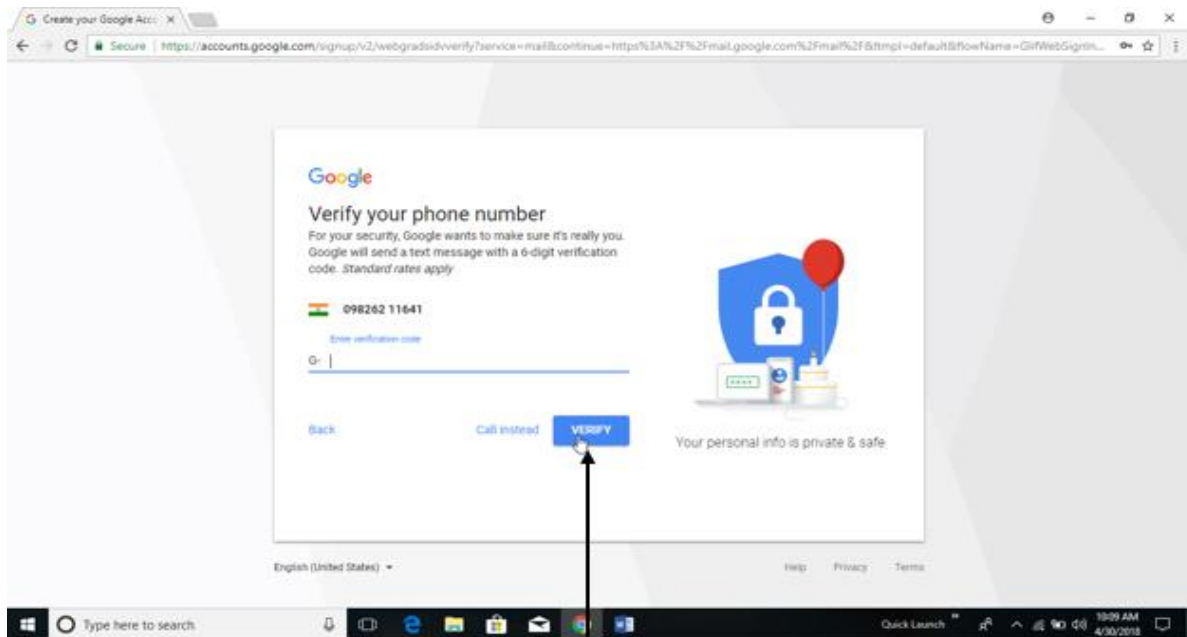 Create your Google Acc
Secure | https://accounts.google.com/signup/v2/webgradsidvverify?service=mail&continue=https%3A%2F%2Fmail.google.com%2Fmail%2F&ltmpl=default&flowName=GlifWebSignIn...
Google
Verify your phone number
For your security, Google wants to make sure it's really you.
Google will send a text message with a 6-digit verification
code. Standard rates apply
098262 11641
Enter verification code
G-
Back Call instead VERIFY
Your personal info is private & safe
English (United States) Help Privacy Terms
Type here to search Quick Launch 10:09 AM
4/30/2018